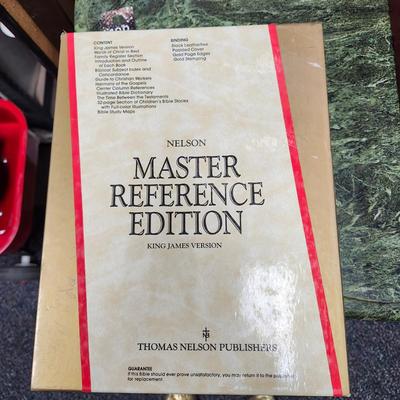 CONTENT
King James Version
Words of Christ in Red
Family Register Section
Introduction and Outline
of Each Book
Biblical Subject Index and
Concordance
Guide to Christian Workers
Harmony of the Gospels
Center Column References
Illustrated Bible Dictionary
The Time Between the Testaments
52-page Section of Children's Bible Stories
with Full-color Illustrations
Bible Study Maps
BINDING
Black Leatherflex
Padded Cover
Gold Page Edges
Gold Stamping
NELSON
MASTER
REFERENCE
EDITION
KING JAMES VERSION
THOMAS NELSON PUBLISHERS
GUARANTEE
If this Bible should ever prove unsatisfactory, you may return it to the publisher
for replacement.